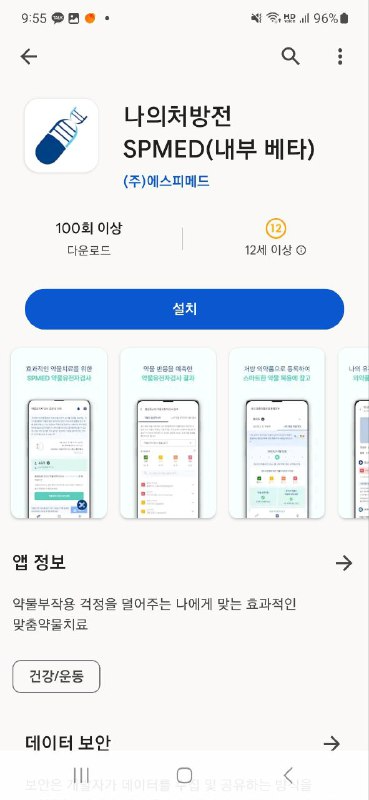 9:55
96%
나의처방전
SPMED(내부 베타)
(주)에스피메드
100회 이상
다운로드
12
12세 이상
설치
효과적인 약물치료를 위한
SPMED 약물유전자검사
약물 반응을 예측한
약물유전자검사 결과
처방 의약품으로 등록하여
스마트한 약물 복용에 참고
나의 유
의약품
앱 정보
약물부작용 걱정을 덜어주는 나에게 맞는 효과적인
맞춤약물치료
건강/운동
데이터 보안
보안은 개발자가 데이터를 수집 및 공유하는 방식을